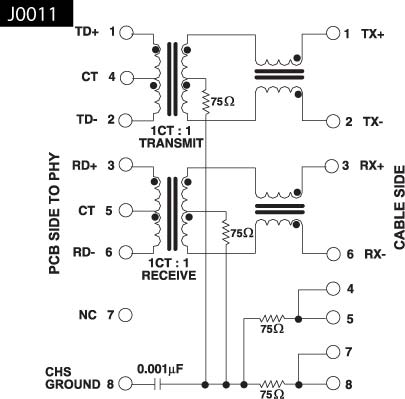 J0011
TD+ 1
1 TX+
CT 4
75Ω
TD- 2
2 TX-
1CT : 1
TRANSMIT
RD+ 3
3 RX+
PCB SIDE TO PHY
CABLE SIDE
CT 5
75Ω
RD- 6
6 RX-
1CT : 1
RECEIVE
4
NC 7
5
75Ω
7
CHS
GROUND 8
0.001µF
8
75Ω